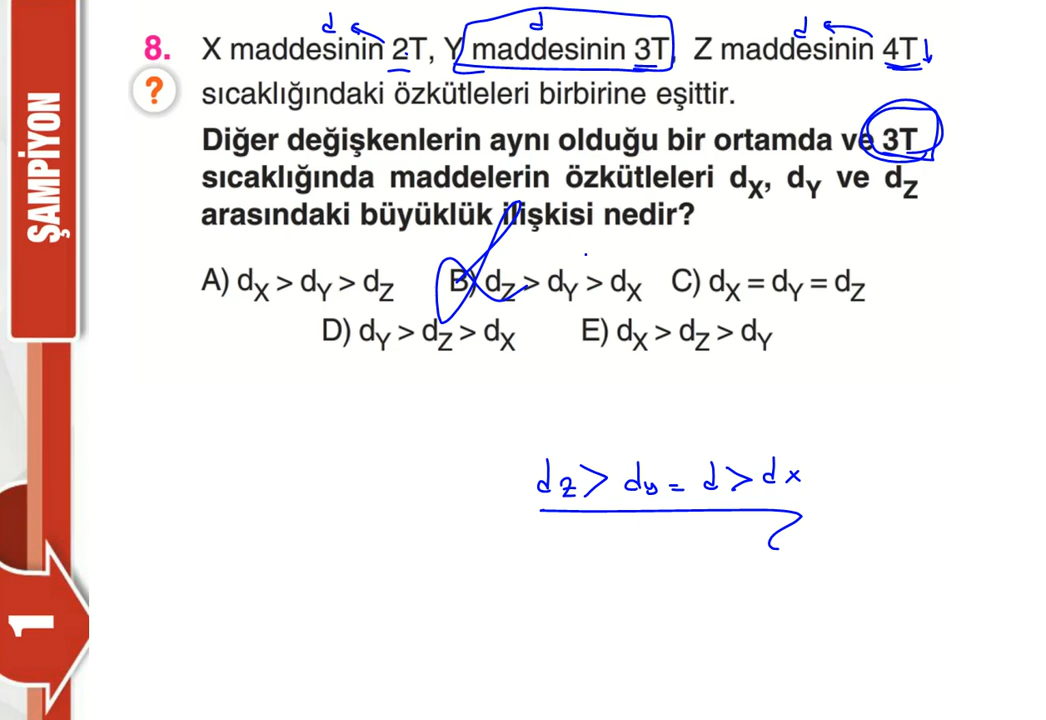 ŞAMPİYON
1
d d d
8. X maddesinin 2T, Y maddesinin 3T, Z maddesinin 4T↓
? sıcaklığındaki özkütleleri birbirine eşittir.
Diğer değişkenlerin aynı olduğu bir ortamda ve 3T
sıcaklığında maddelerin özkütleleri dX, dY ve dZ
arasındaki büyüklük ilişkisi nedir?
A) dX > dY > dZ B) dZ > dY > dX C) dX = dY = dZ
D) dY > dZ > dX E) dX > dZ > dY
dz > dy = d > dx